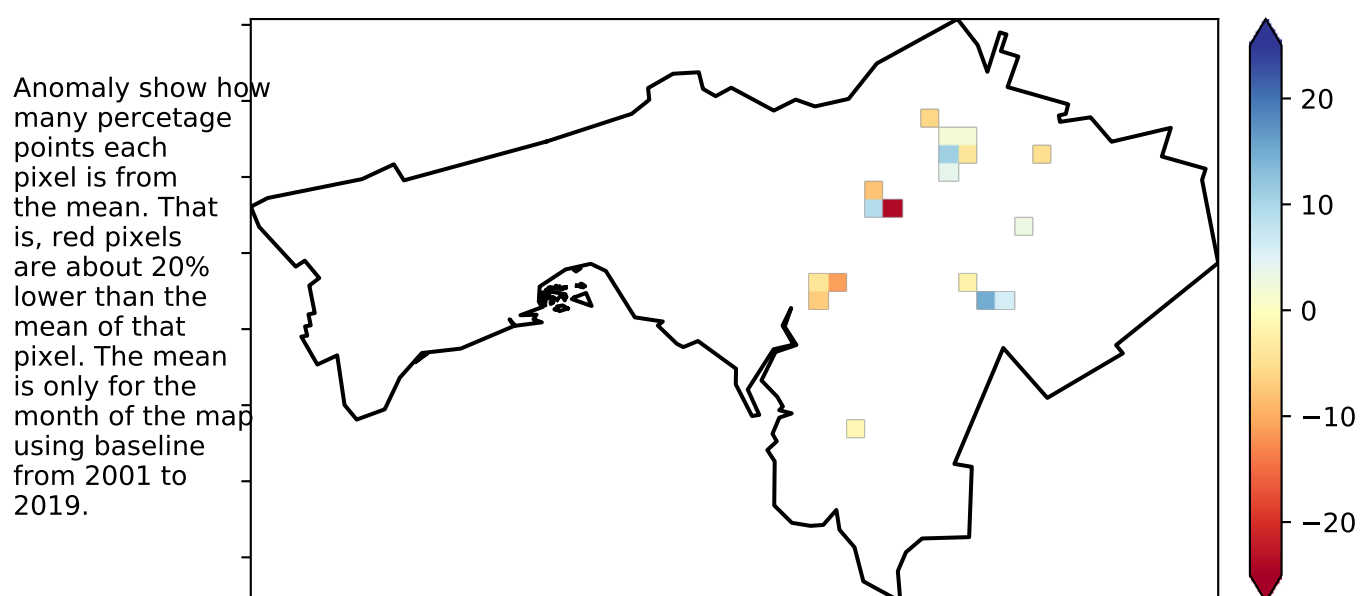 Anomaly show how
many percetage
points each
pixel is from
the mean. That
is, red pixels
are about 20%
lower than the
mean of that
pixel. The mean
is only for the
month of the map
using baseline
from 2001 to
2019.
20
10
0
−10
−20